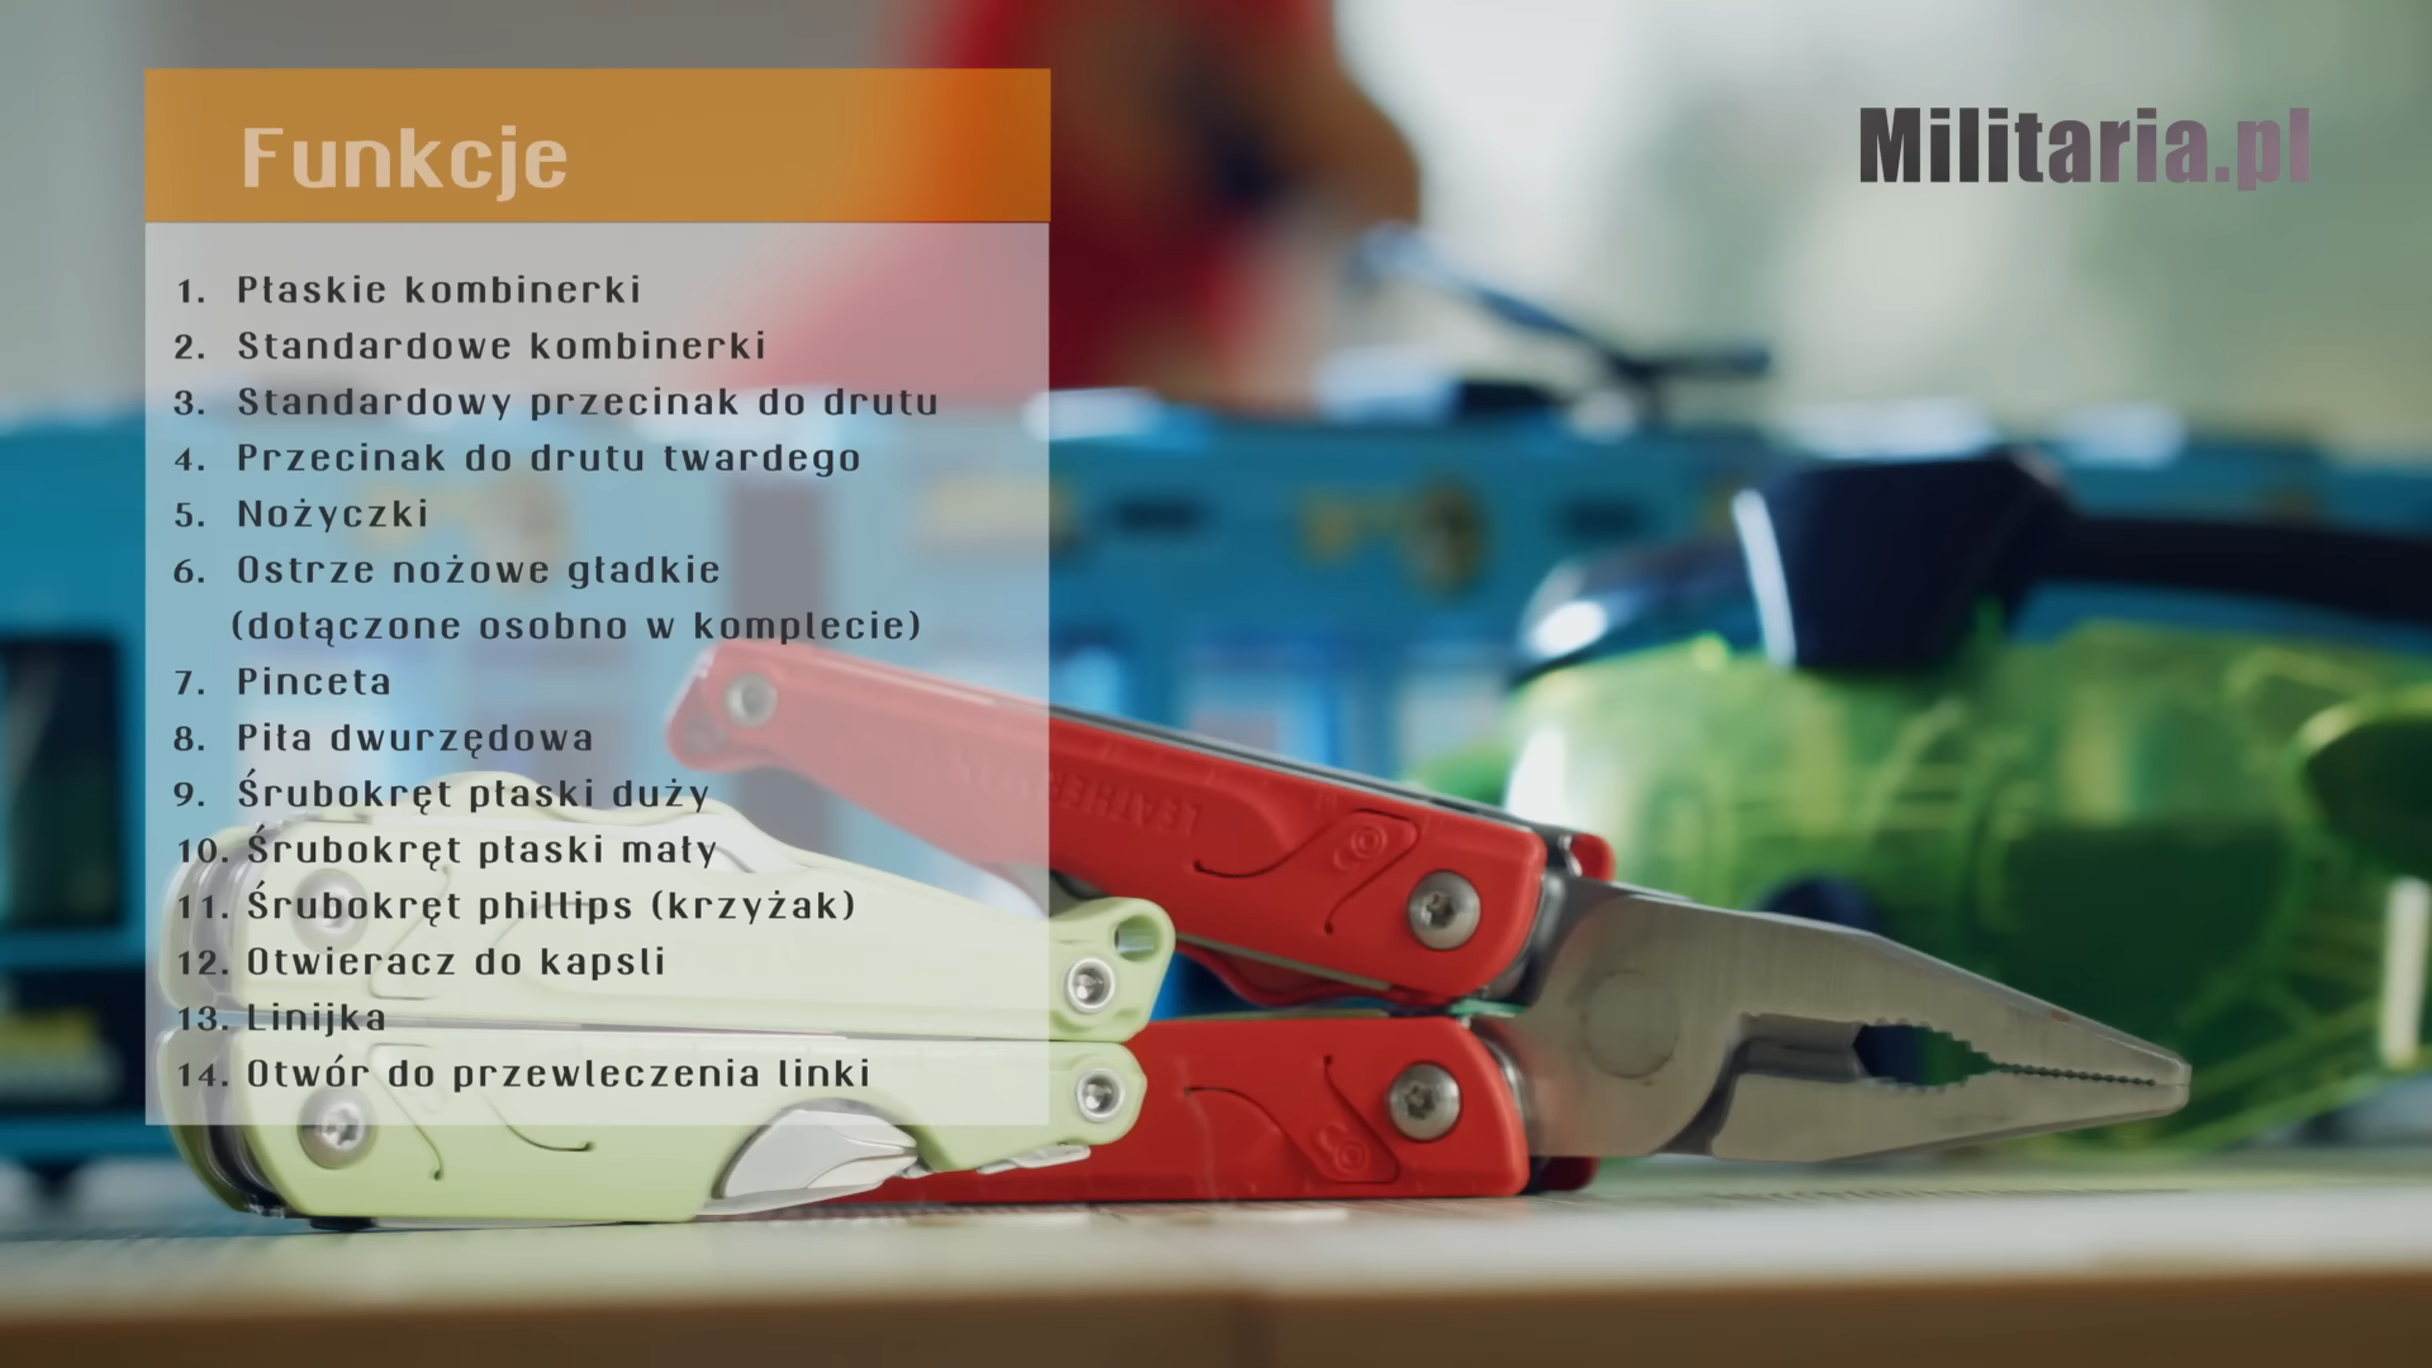 Funkcje
Militaria.pl
1. Płaskie kombinerki
2. Standardowe kombinerki
3. Standardowy przecinak do drutu
4. Przecinak do drutu twardego
5. Nożyczki
6. Ostrze nożowe gładkie
(dołączone osobno w komplecie)
7. Pinceta
8. Piła dwurzędowa
9. Śrubokręt płaski duży
10. Śrubokręt płaski mały
11. Śrubokręt phillips (krzyżak)
12. Otwieracz do kapsli
13. Linijka
14. Otwór do przewleczenia linki
LEATHERMAN